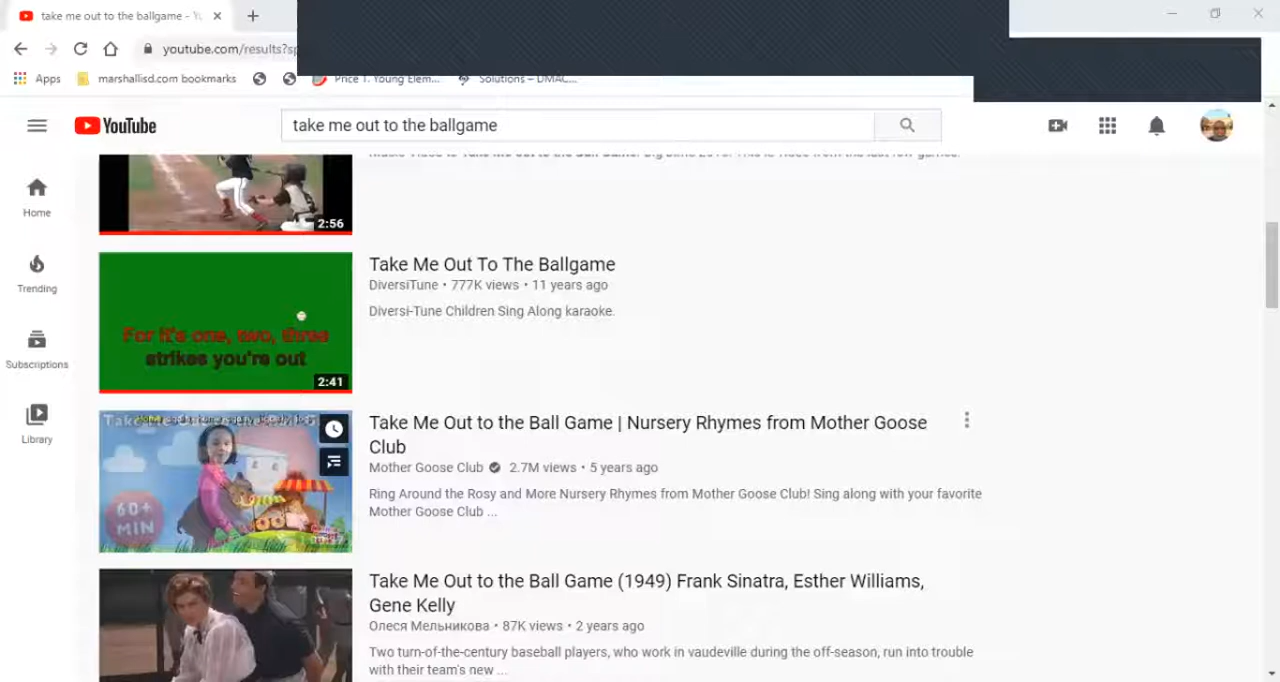 take me out to the ballgame - Yo
youtube.com/results?sp
Apps
marshallisd.com bookmarks
Price T. Young Elem...
Solutions – DMAC...
YouTube
take me out to the ballgame
Home
Trending
Subscriptions
Library
2:56
For it's one, two, three
strikes you're out
2:41
Take Me Out To The Ballgame
DiversiTune • 777K views • 11 years ago
Diversi-Tune Children Sing Along karaoke.
60+
MIN
Take Me Out to the Ball Game | Nursery Rhymes from Mother Goose
Club
Mother Goose Club 2.7M views • 5 years ago
Ring Around the Rosy and More Nursery Rhymes from Mother Goose Club! Sing along with your favorite
Mother Goose Club ...
Take Me Out to the Ball Game (1949) Frank Sinatra, Esther Williams,
Gene Kelly
Олеся Мельникова • 87K views • 2 years ago
Two turn-of-the-century baseball players, who work in vaudeville during the off-season, run into trouble
with their team's new ...